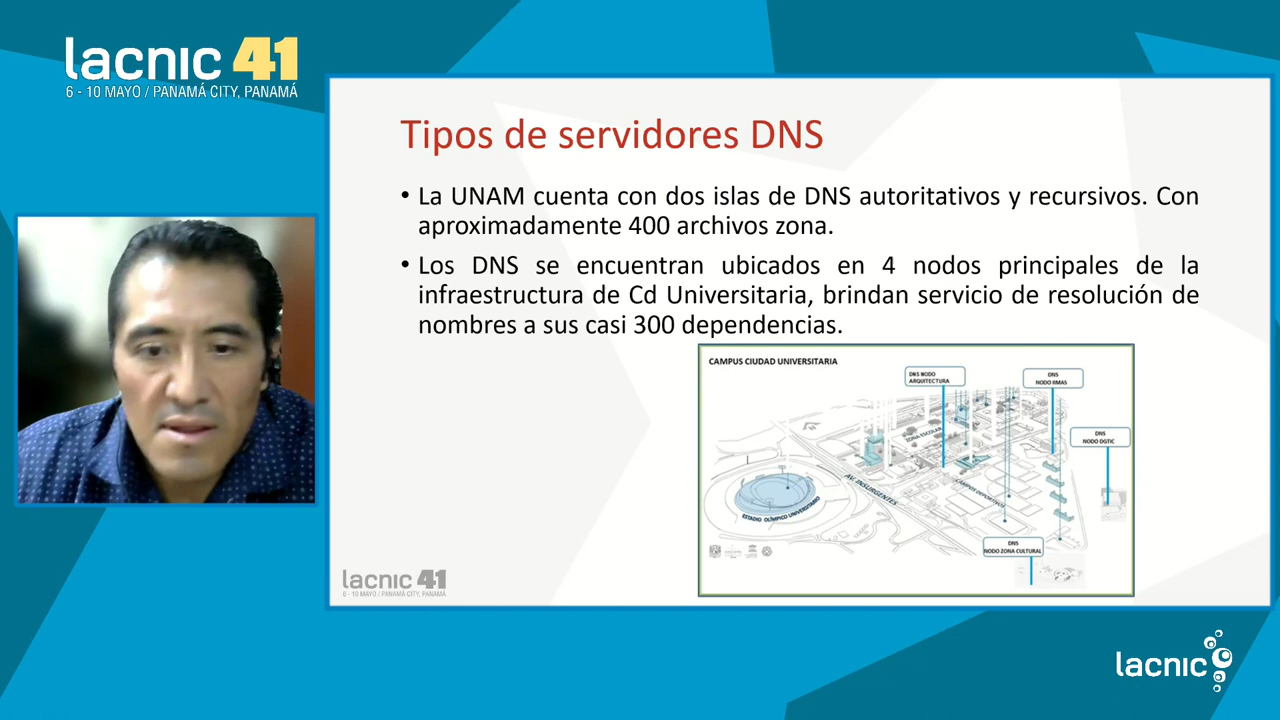 lacnic 41
6 - 10 MAYO / PANAMÁ CITY, PANAMÁ
Tipos de servidores DNS
• La UNAM cuenta con dos islas de DNS autoritativos y recursivos. Con
aproximadamente 400 archivos zona.
• Los DNS se encuentran ubicados en 4 nodos principales de la
infraestructura de Cd Universitaria, brindan servicio de resolución de
nombres a sus casi 300 dependencias.
CAMPUS CIUDAD UNIVERSITARIA
DNS NODO
ARQUITECTURA
DNS
NODO IIMAS
DNS
NODO DGTIC
ZONA ESCOLAR
AV. INSURGENTES
CAMPOS DEPORTIVOS
ESTADIO OLÍMPICO UNIVERSITARIO
DNS
NODO ZONA CULTURAL
lacnic 41
6 - 10 MAYO / PANAMÁ CITY, PANAMÁ
lacnic